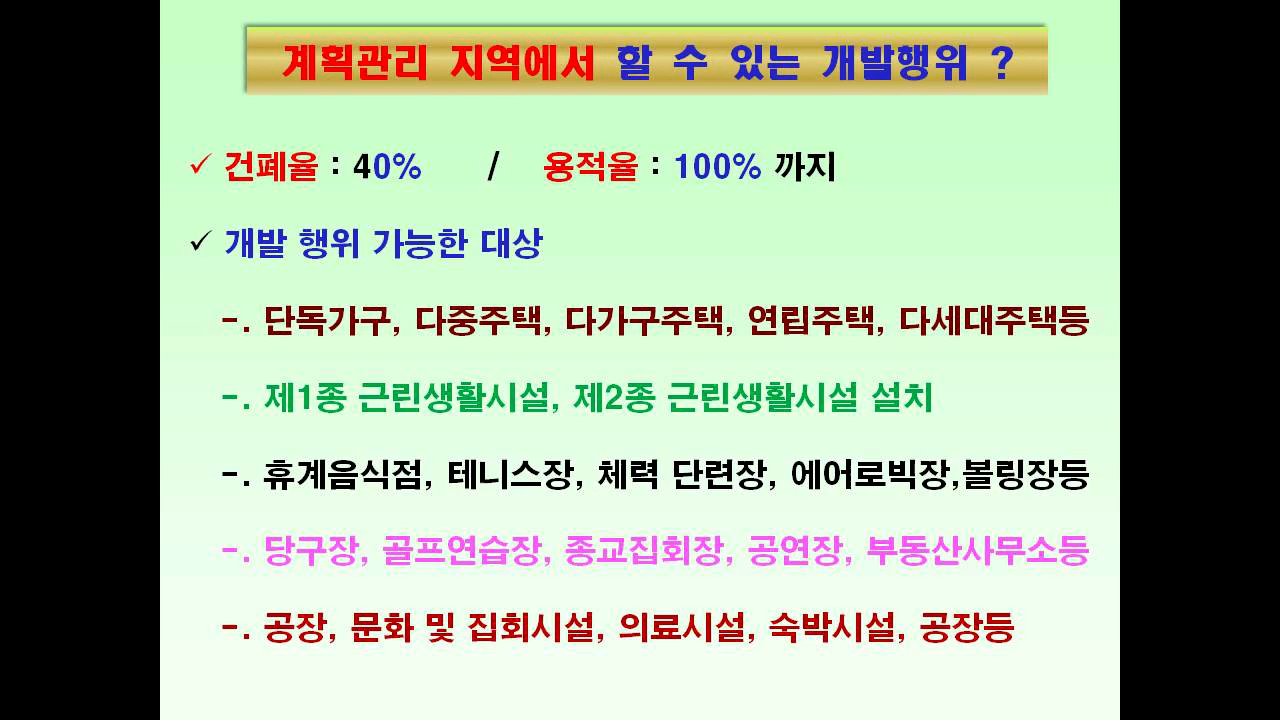 계획관리 지역에서 할 수 있는 개발행위 ?
✓ 건폐율 : 40% / 용적율 : 100% 까지
✓ 개발 행위 가능한 대상
-. 단독가구, 다중주택, 다가구주택, 연립주택, 다세대주택등
-. 제1종 근린생활시설, 제2종 근린생활시설 설치
-. 휴계음식점, 테니스장, 체력 단련장, 에어로빅장,볼링장등
-. 당구장, 골프연습장, 종교집회장, 공연장, 부동산사무소등
-. 공장, 문화 및 집회시설, 의료시설, 숙박시설, 공장등